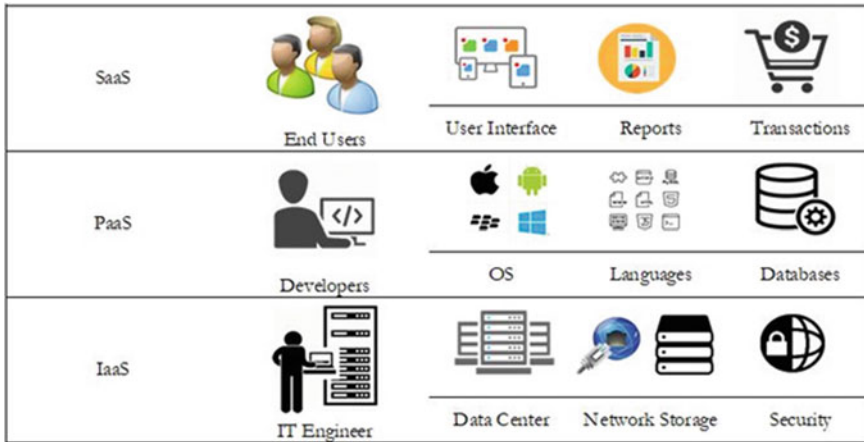 SaaS
End Users
User Interface
Reports
Transactions
PaaS
Developers
OS
Languages
Databases
IaaS
IT Engineer
Data Center
Network Storage
Security